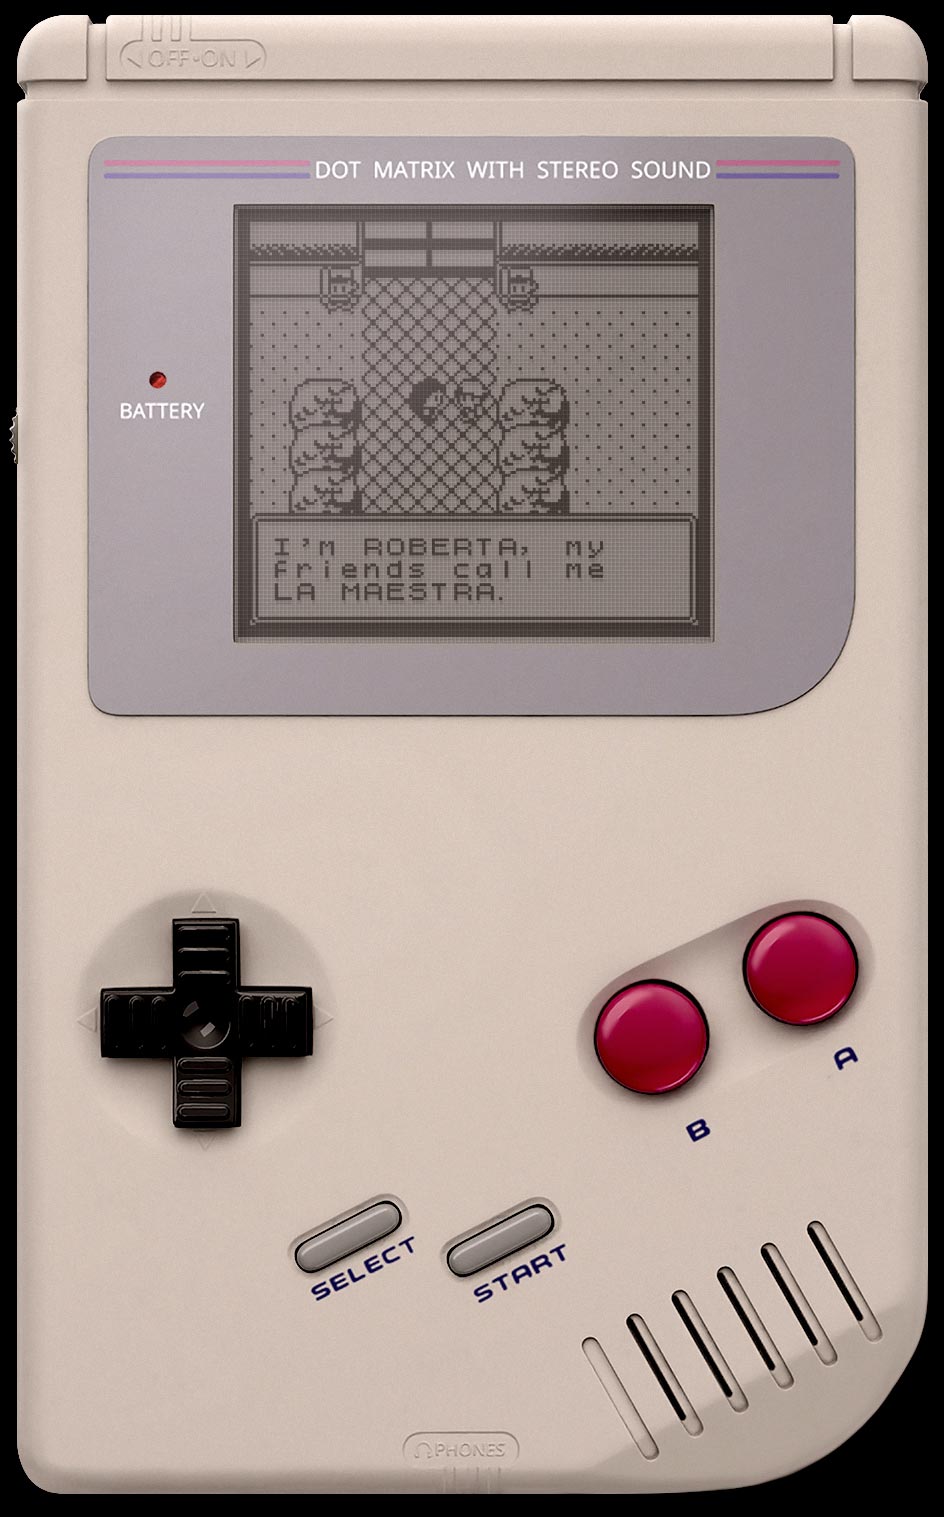 OFF•ON
DOT MATRIX WITH STEREO SOUND
BATTERY
I'm ROBERTA, my
friends call me
LA MAESTRA.
A
B
SELECT
START
PHONES